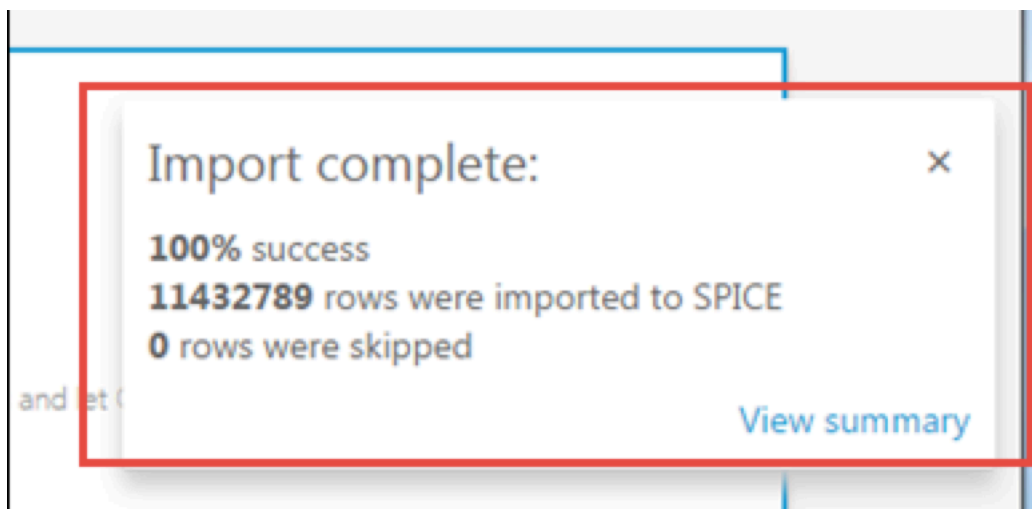 Import complete:
×
100% success
11432789 rows were imported to SPICE
0 rows were skipped
and let
View summary